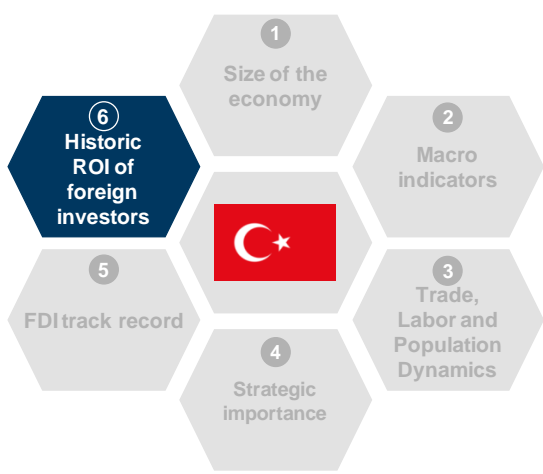 1
Size of the
economy
2
Macro
indicators
3
Trade,
Labor and
Population
Dynamics
4
Strategic
importance
5
FDI track record
6
Historic
ROI of
foreign
investors